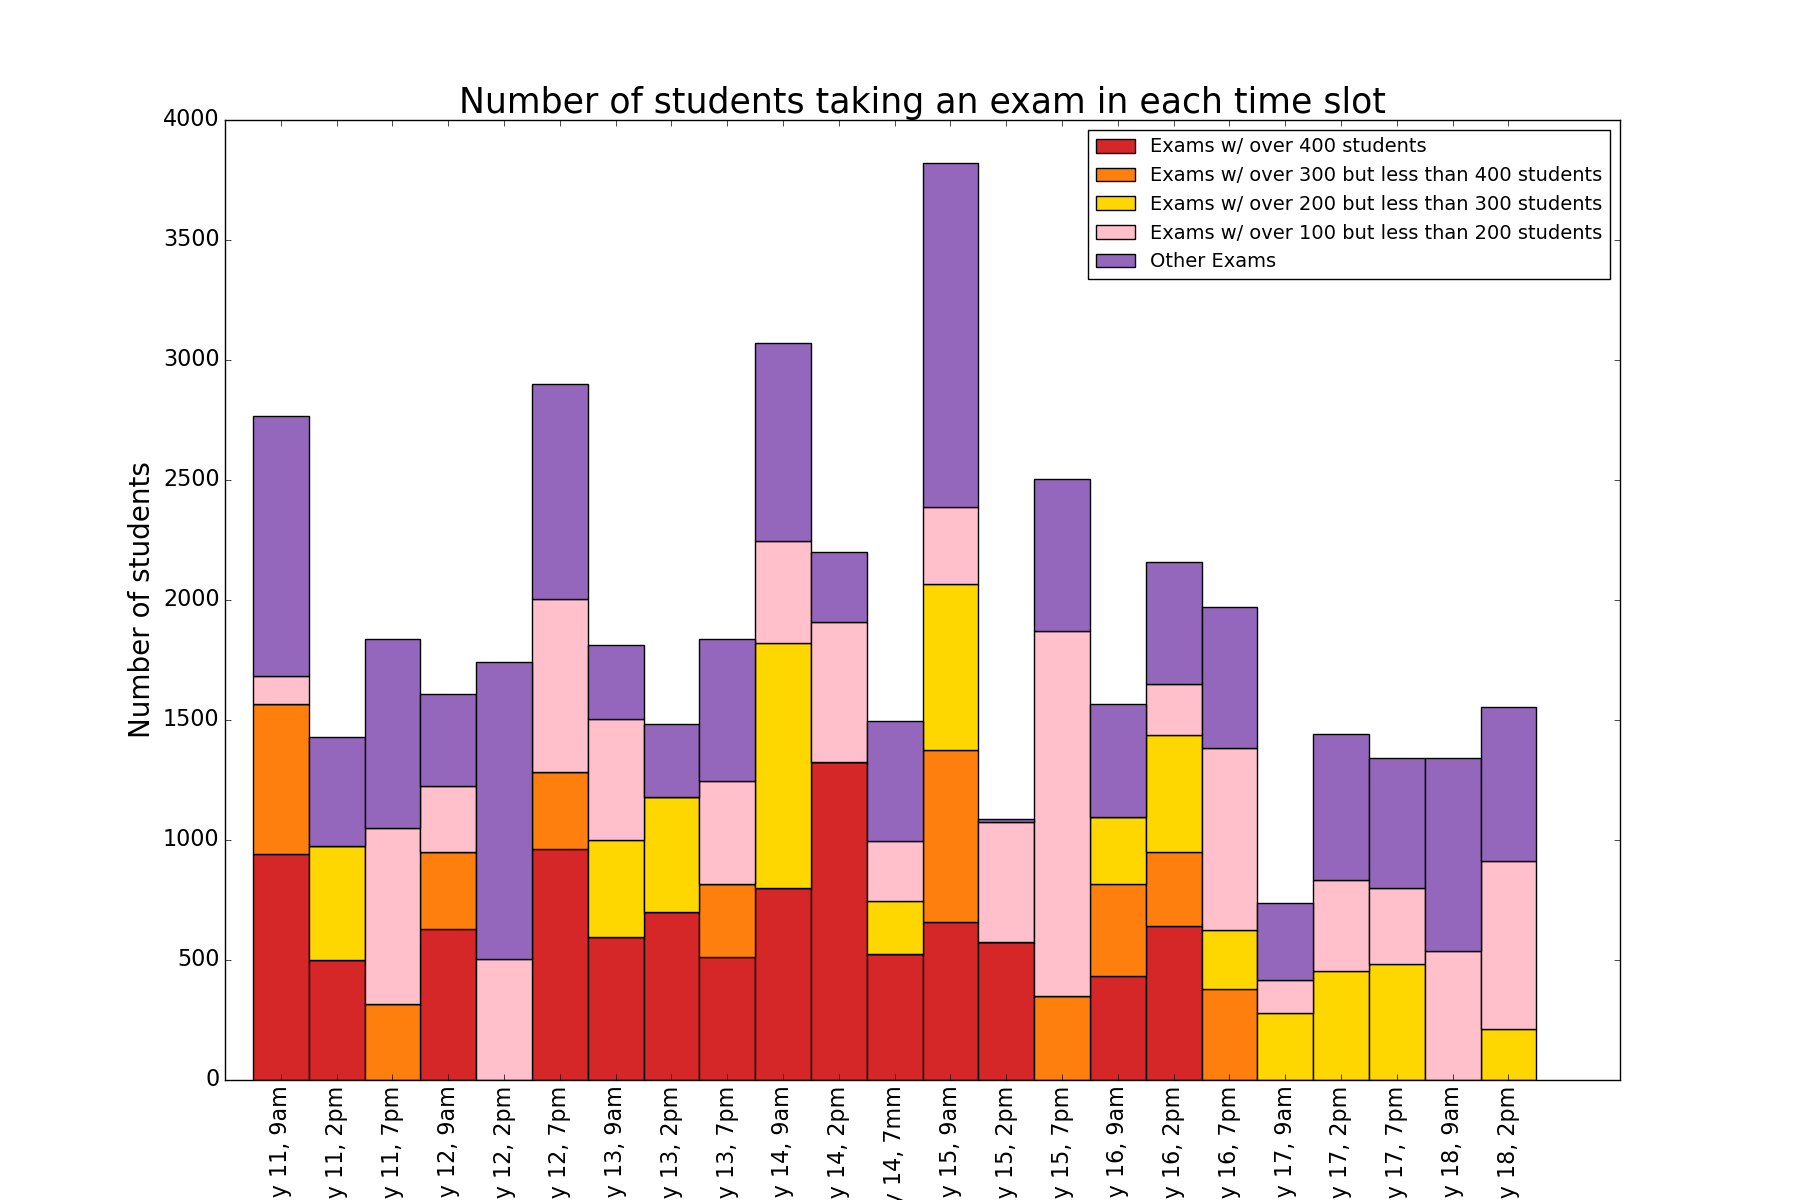 Number of students taking an exam in each time slot
Exams w/ over 400 students
Exams w/ over 300 but less than 400 students
Exams w/ over 200 but less than 300 students
Exams w/ over 100 but less than 200 students
Other Exams
Number of students
4000
3500
3000
2500
2000
1500
1000
500
0
y 11, 9am
y 11, 2pm
y 11, 7pm
y 12, 9am
y 12, 2pm
y 12, 7pm
y 13, 9am
y 13, 2pm
y 13, 7pm
y 14, 9am
y 14, 2pm
y 14, 7mm
y 15, 9am
y 15, 2pm
y 15, 7pm
y 16, 9am
y 16, 2pm
y 16, 7pm
y 17, 9am
y 17, 2pm
y 17, 7pm
y 18, 9am
y 18, 2pm